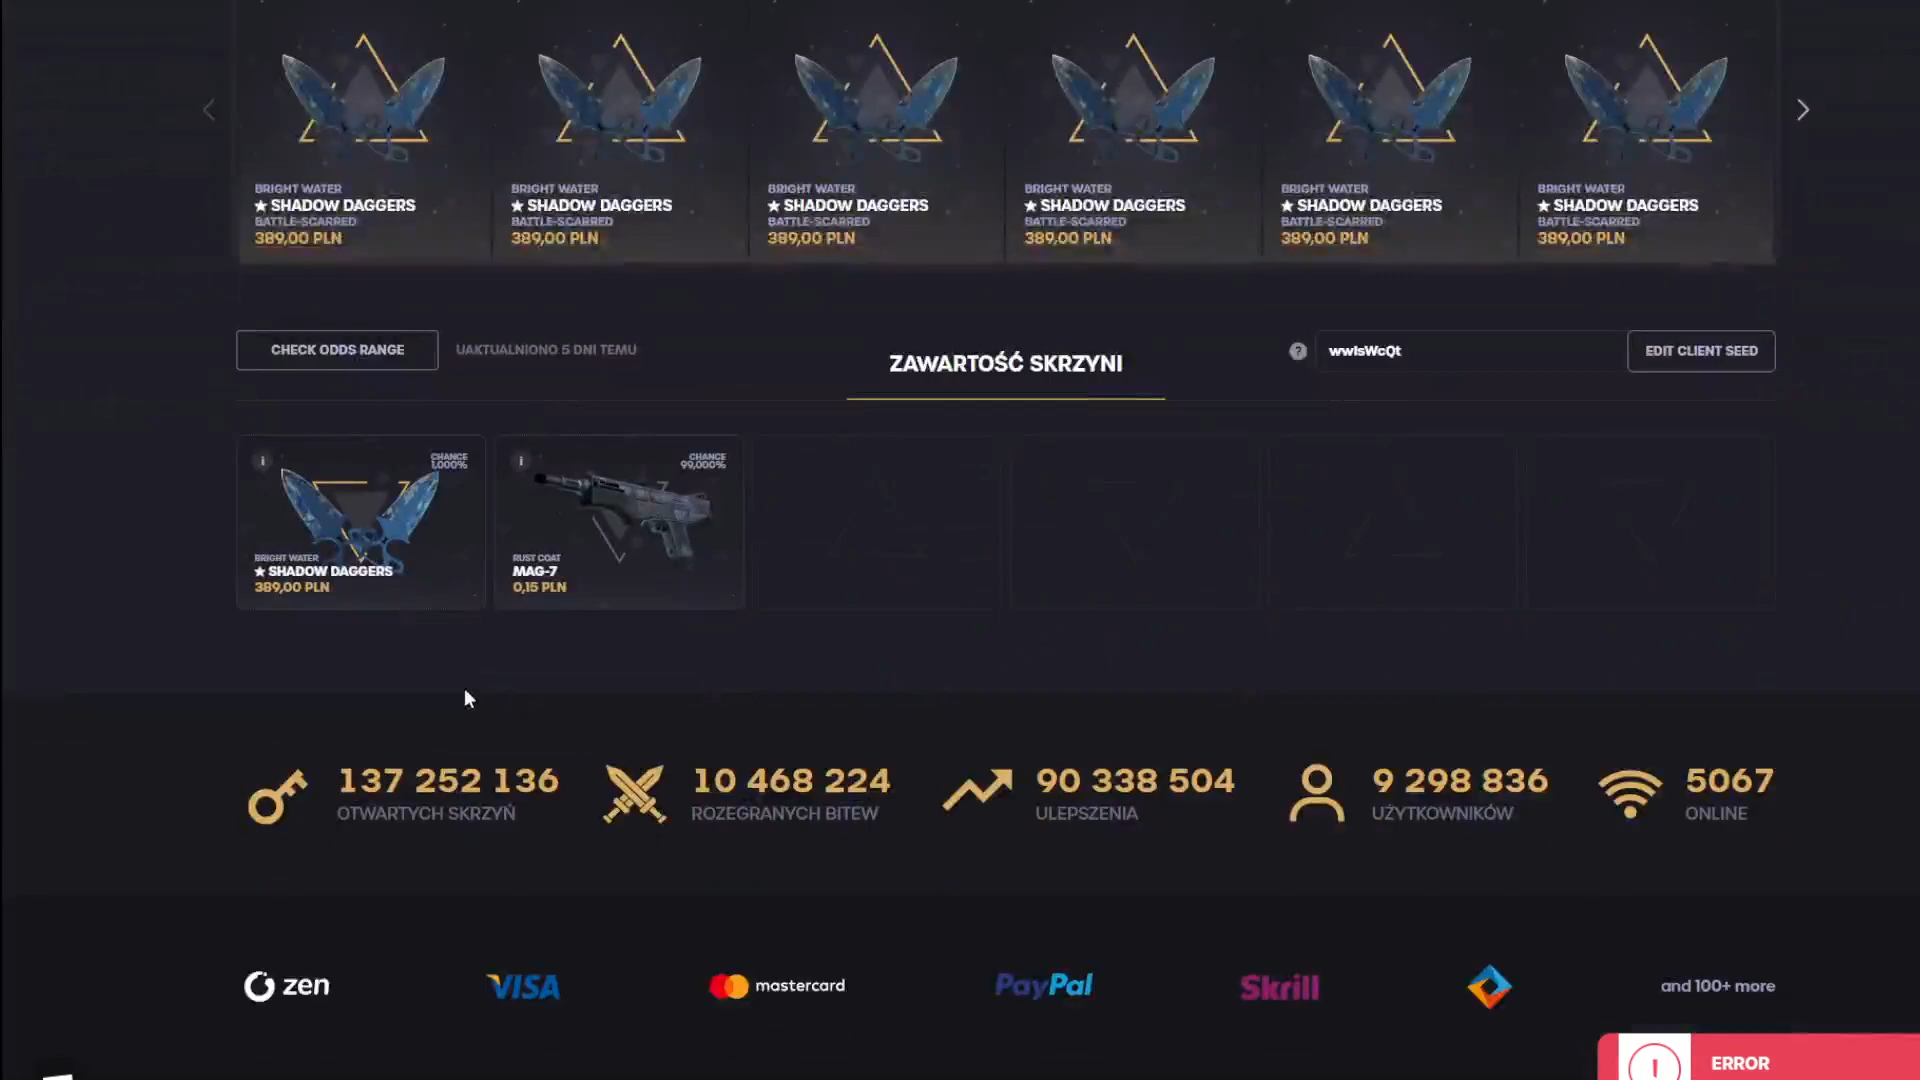 BRIGHT WATER
★ SHADOW DAGGERS
BATTLE-SCARRED
389,00 PLN
BRIGHT WATER
★ SHADOW DAGGERS
BATTLE-SCARRED
389,00 PLN
BRIGHT WATER
★ SHADOW DAGGERS
BATTLE-SCARRED
389,00 PLN
BRIGHT WATER
★ SHADOW DAGGERS
BATTLE-SCARRED
389,00 PLN
BRIGHT WATER
★ SHADOW DAGGERS
BATTLE-SCARRED
389,00 PLN
BRIGHT WATER
★ SHADOW DAGGERS
BATTLE-SCARRED
389,00 PLN
CHECK ODDS RANGE
UAKTUALNIONO 5 DNI TEMU
ZAWARTOŚĆ SKRZYNI
? wwIsWcQt
EDIT CLIENT SEED
i
CHANCE
1,000%
BRIGHT WATER
★ SHADOW DAGGERS
389,00 PLN
i
CHANCE
99,000%
RUST COAT
MAG-7
0,15 PLN
137 252 136
OTWARTYCH SKRZYŃ
10 468 224
ROZEGRANYCH BITEW
90 338 504
ULEPSZENIA
9 298 836
UŻYTKOWNIKÓW
5067
ONLINE
zen
VISA
mastercard
PayPal
Skrill
and 100+ more
! ERROR